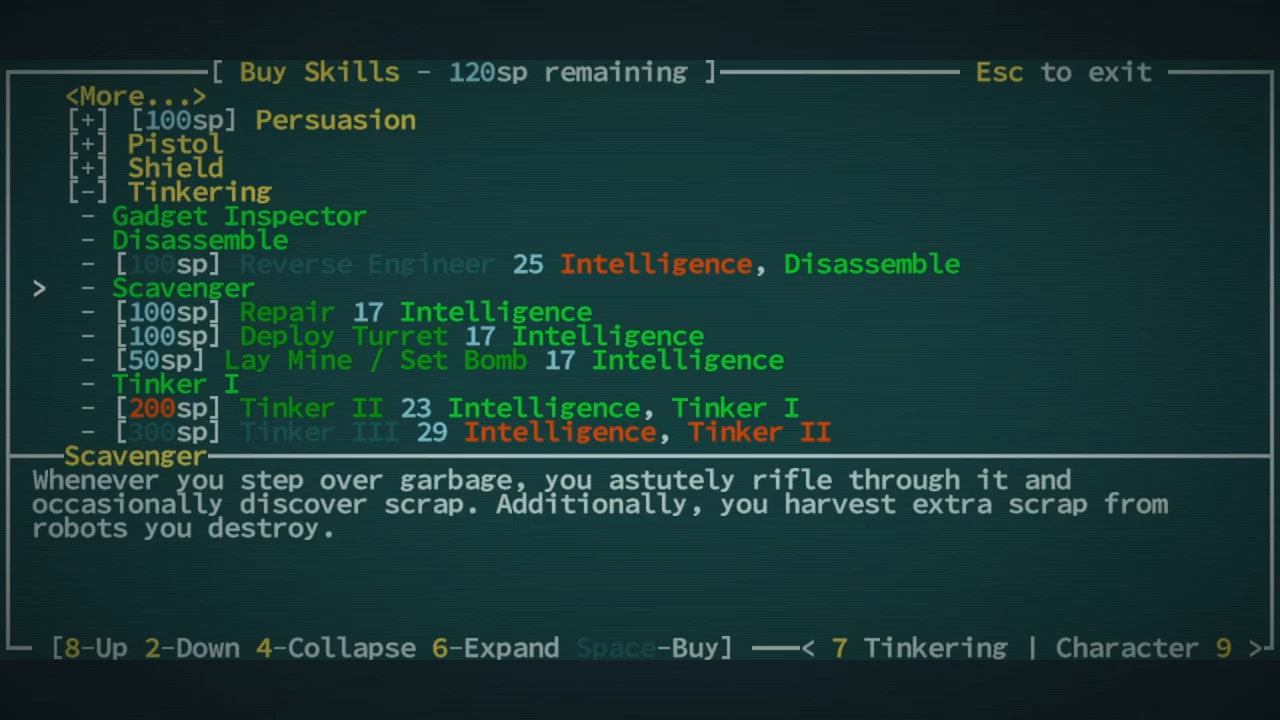 [ Buy Skills - 120sp remaining ] Esc to exit
<More...>
[+] [100sp] Persuasion
[+] Pistol
[+] Shield
[-] Tinkering
- Gadget Inspector
- Disassemble
- [100sp] Reverse Engineer 25 Intelligence, Disassemble
> - Scavenger
- [100sp] Repair 17 Intelligence
- [100sp] Deploy Turret 17 Intelligence
- [50sp] Lay Mine / Set Bomb 17 Intelligence
- Tinker I
- [200sp] Tinker II 23 Intelligence, Tinker I
- [300sp] Tinker III 29 Intelligence, Tinker II
Scavenger
Whenever you step over garbage, you astutely rifle through it and
occasionally discover scrap. Additionally, you harvest extra scrap from
robots you destroy.
[8-Up 2-Down 4-Collapse 6-Expand Space-Buy] < 7 Tinkering | Character 9 >